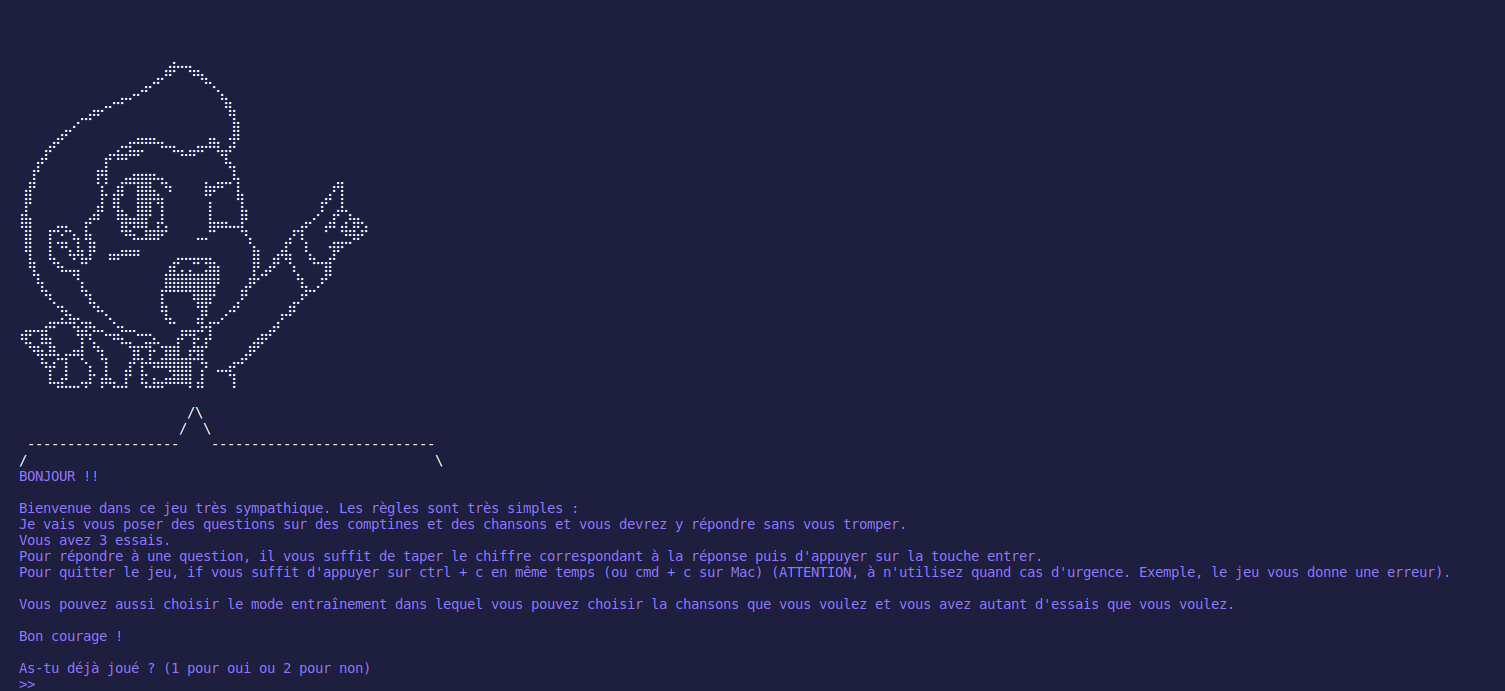 BONJOUR !!
Bienvenue dans ce jeu très sympathique. Les règles sont très simples :
Je vais vous poser des questions sur des comptines et des chansons et vous devrez y répondre sans vous tromper.
Vous avez 3 essais.
Pour répondre à une question, il vous suffit de taper le chiffre correspondant à la réponse puis d'appuyer sur la touche entrer.
Pour quitter le jeu, if vous suffit d'appuyer sur ctrl + c en même temps (ou cmd + c sur Mac) (ATTENTION, à n'utilisez quand cas d'urgence. Exemple, le jeu vous donne une erreur).
Vous pouvez aussi choisir le mode entraînement dans lequel vous pouvez choisir la chansons que vous voulez et vous avez autant d'essais que vous voulez.
Bon courage !
As-tu déjà joué ? (1 pour oui ou 2 pour non)
>>